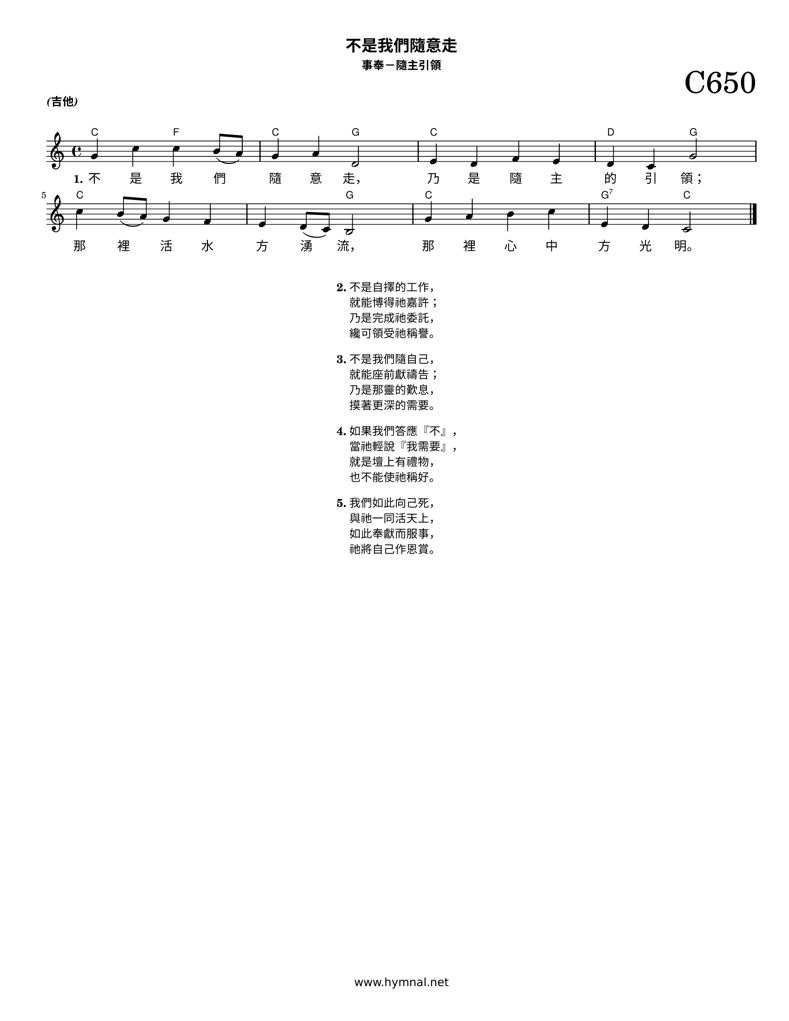 不是我們隨意走
事奉－隨主引領
C650
(吉他)
C F C G C D G
1. 不 是 我 們 隨 意 走， 乃 是 隨 主 的 引 領；
5 C G C G7 C
那 裡 活 水 方 湧 流， 那 裡 心 中 方 光 明。
2. 不是自擇的工作，
就能博得祂嘉許；
乃是完成祂委託，
纔可領受祂稱譽。
3. 不是我們隨自己，
就能座前獻禱告；
乃是那靈的歎息，
摸著更深的需要。
4. 如果我們答應『不』，
當祂輕說『我需要』，
就是壇上有禮物，
也不能使祂稱好。
5. 我們如此向己死，
與祂一同活天上，
如此奉獻而服事，
祂將自己作恩賞。
www.hymnal.net